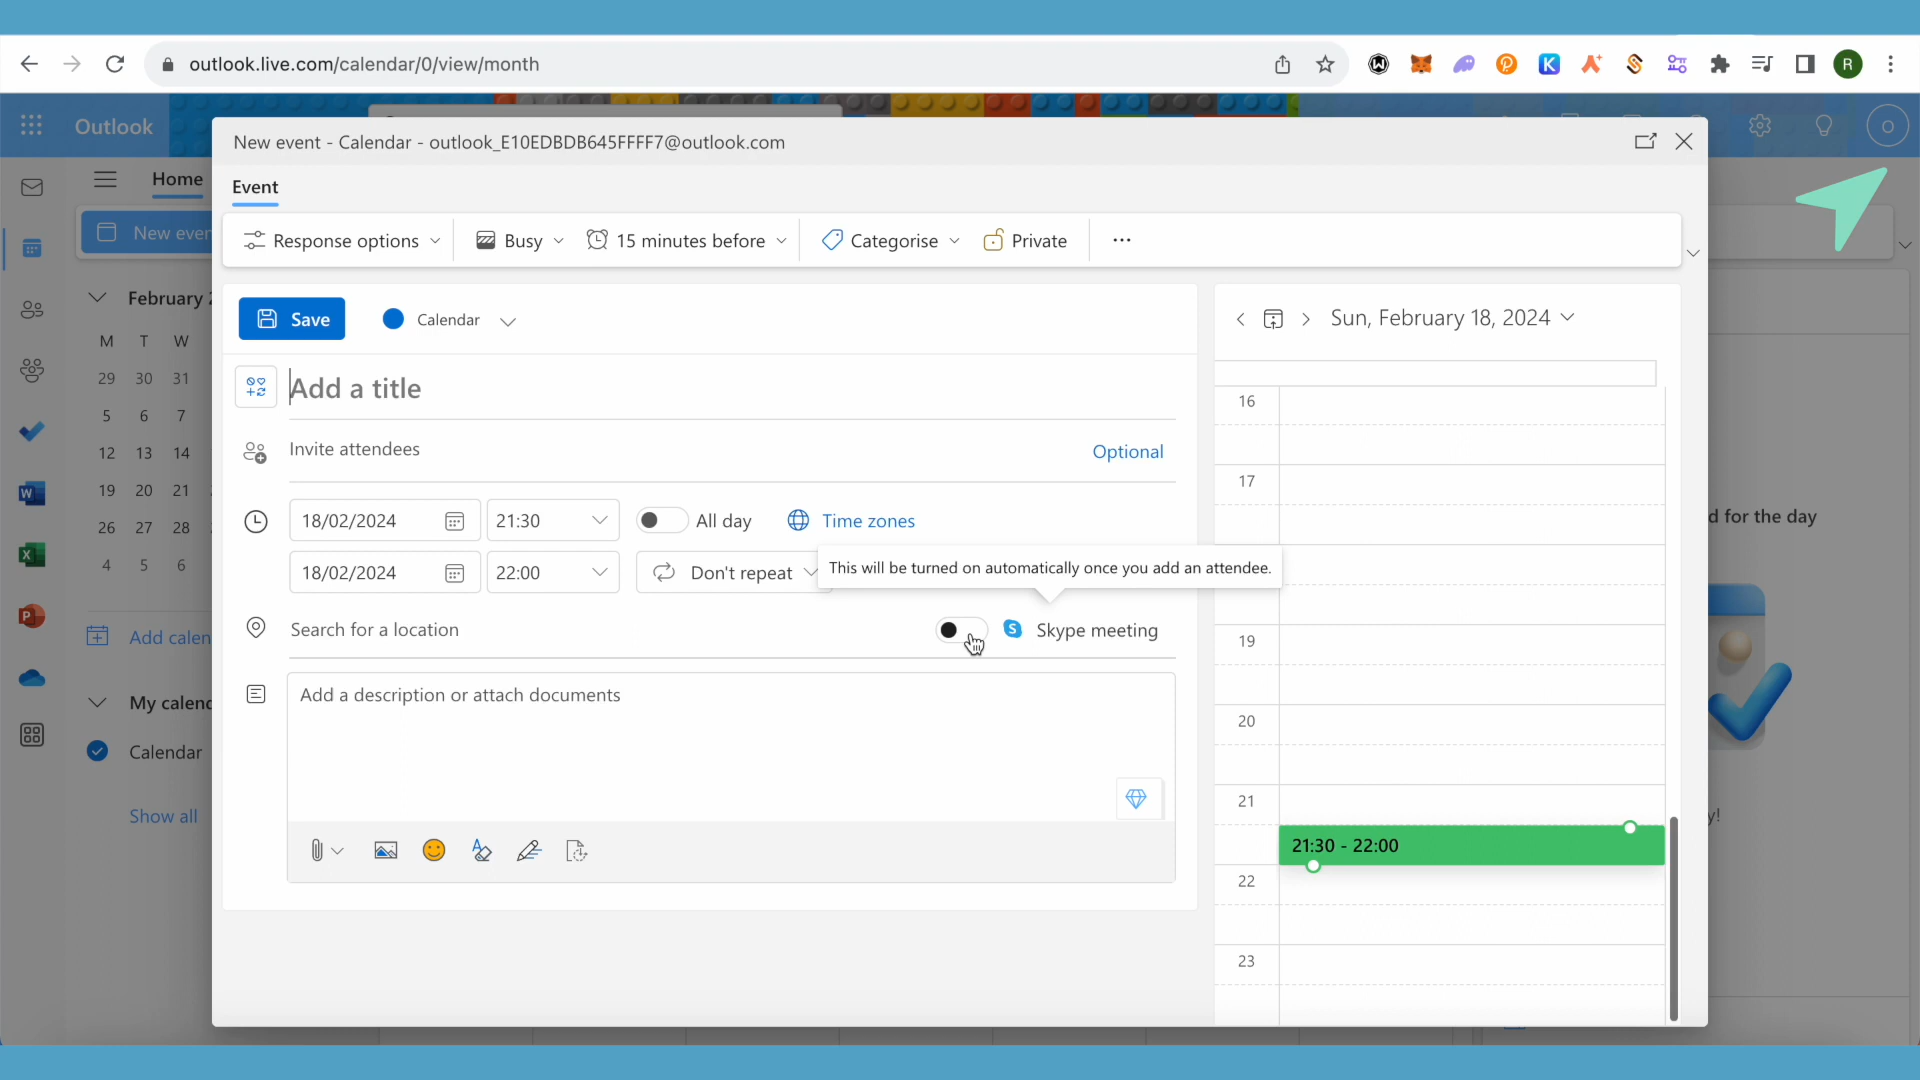 outlook.live.com/calendar/0/view/month
R
Outlook
O
New event - Calendar - outlook_E10EDBDB645FFFF7@outlook.com
Home
Event
New even
Response options
Busy
15 minutes before
Categorise
Private
February 2
Save
Calendar
Sun, February 18, 2024
M T W
29 30 31
5 6 7
12 13 14
19 20 21
26 27 28
4 5 6
Add a title
Invite attendees
Optional
18/02/2024
21:30
All day
Time zones
18/02/2024
22:00
Don't repeat
This will be turned on automatically once you add an attendee.
Search for a location
Skype meeting
Add a description or attach documents
Add calen
My calend
Calendar
Show all
16
17
19
20
21
21:30 - 22:00
22
23
d for the day
y!